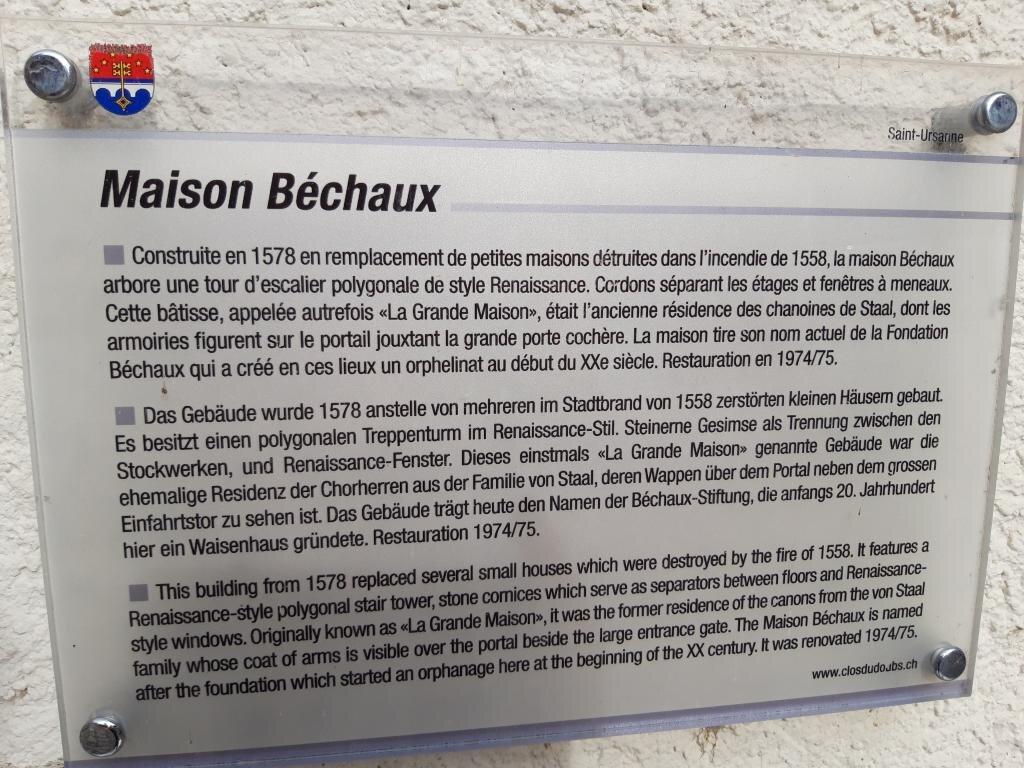 Saint-Ursanne
Maison Béchaux
Construite en 1578 en remplacement de petites maisons détruites dans l'incendie de 1558, la maison Béchaux
arbore une tour d'escalier polygonale de style Renaissance. Cordons séparant les étages et fenêtres à meneaux.
Cette bâtisse, appelée autrefois «La Grande Maison», était l'ancienne résidence des chanoines de Staal, dont les
armoiries figurent sur le portail jouxtant la grande porte cochère. La maison tire son nom actuel de la Fondation
Béchaux qui a créé en ces lieux un orphelinat au début du XXe siècle. Restauration en 1974/75.
Das Gebäude wurde 1578 anstelle von mehreren im Stadtbrand von 1558 zerstörten kleinen Häusern gebaut.
Es besitzt einen polygonalen Treppenturm im Renaissance-Stil. Steinerne Gesimse als Trennung zwischen den
Stockwerken, und Renaissance-Fenster. Dieses einstmals «La Grande Maison» genannte Gebäude war die
ehemalige Residenz der Chorherren aus der Familie von Staal, deren Wappen über dem Portal neben dem grossen
Einfahrtstor zu sehen ist. Das Gebäude trägt heute den Namen der Béchaux-Stiftung, die anfangs 20. Jahrhundert
hier ein Waisenhaus gründete. Restauration 1974/75.
This building from 1578 replaced several small houses which were destroyed by the fire of 1558. It features a
Renaissance-style polygonal stair tower, stone cornices which serve as separators between floors and Renaissance-
style windows. Originally known as «La Grande Maison», it was the former residence of the canons from the von Staal
family whose coat of arms is visible over the portal beside the large entrance gate. The Maison Béchaux is named
after the foundation which started an orphanage here at the beginning of the XX century. It was renovated 1974/75.
www.closdudoubs.ch